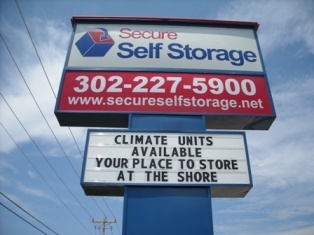 Secure
Self Storage
302-227-5900
www.secureselfstorage.net
CLIMATE UNITS
AVAILABLE
YOUR PLACE TO STORE
AT THE SHORE